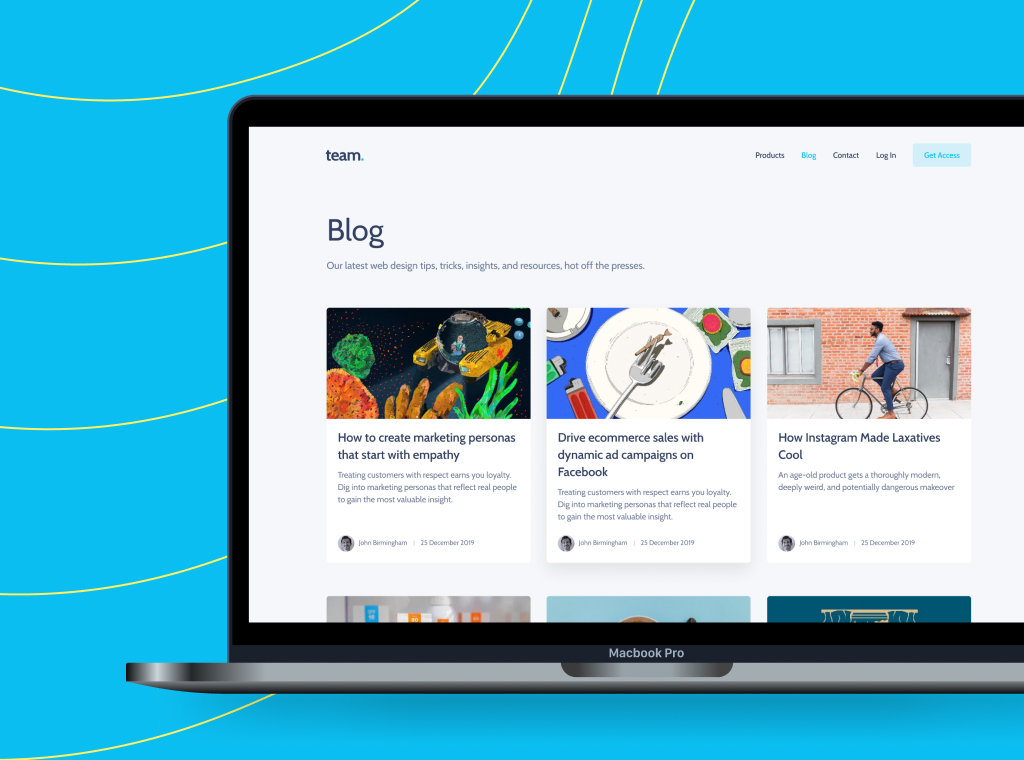 team.
Products Blog Contact Log In Get Access
Blog
Our latest web design tips, tricks, insights, and resources, hot off the presses.
How to create marketing personas
that start with empathy
Treating customers with respect earns you loyalty.
Dig into marketing personas that reflect real people
to gain the most valuable insight.
John Birmingham | 25 December 2019
Drive ecommerce sales with
dynamic ad campaigns on
Facebook
Treating customers with respect earns you loyalty.
Dig into marketing personas that reflect real people
to gain the most valuable insight.
John Birmingham | 25 December 2019
How Instagram Made Laxatives
Cool
An age-old product gets a thoroughly modern,
deeply weird, and potentially dangerous makeover
John Birmingham | 25 December 2019
Macbook Pro